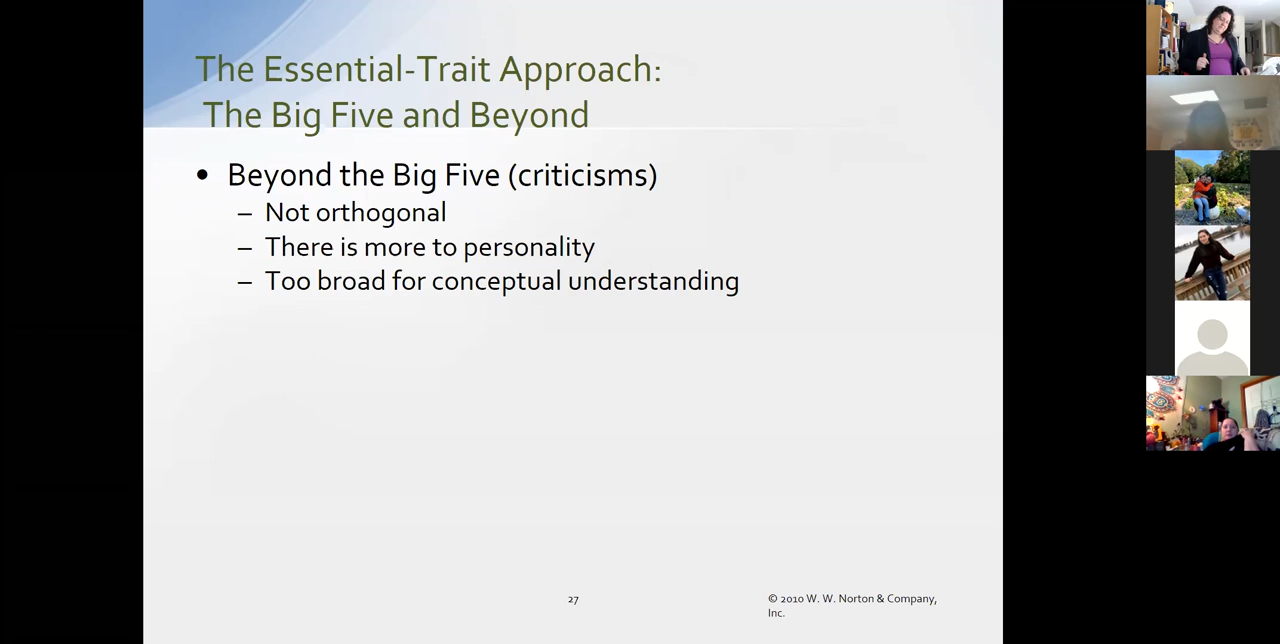 The Essential-Trait Approach:
The Big Five and Beyond
• Beyond the Big Five (criticisms)
– Not orthogonal
– There is more to personality
– Too broad for conceptual understanding
27
© 2010 W. W. Norton & Company,
Inc.